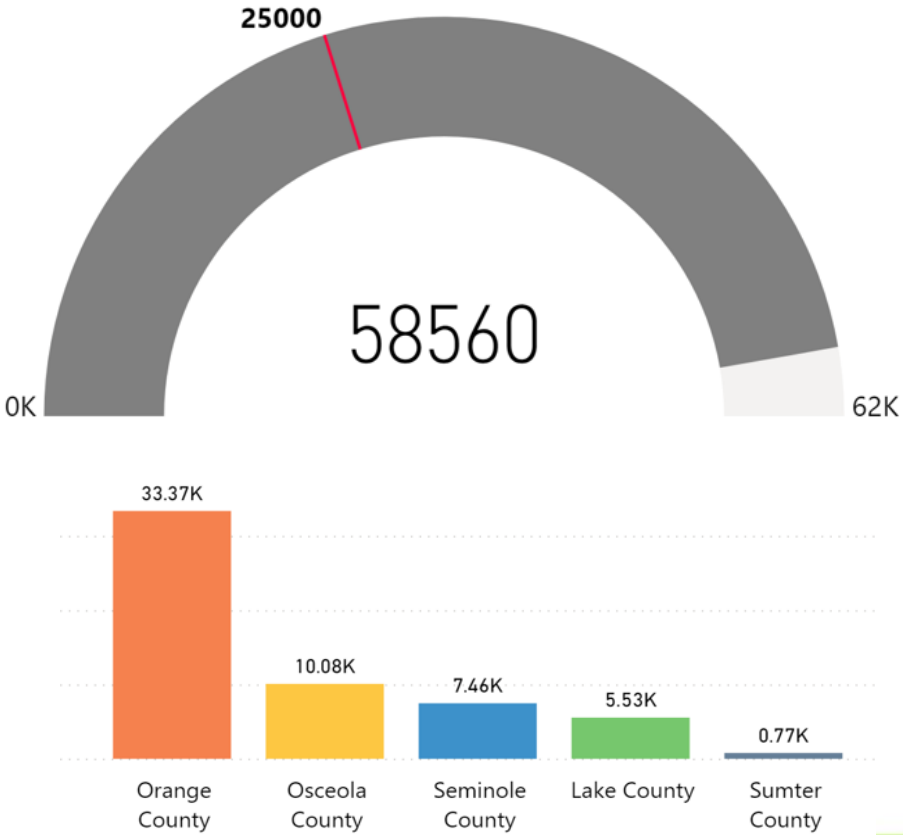 25000
58560
0K
62K
33.37K
10.08K
7.46K
5.53K
0.77K
Orange
County
Osceola
County
Seminole
County
Lake County
Sumter
County